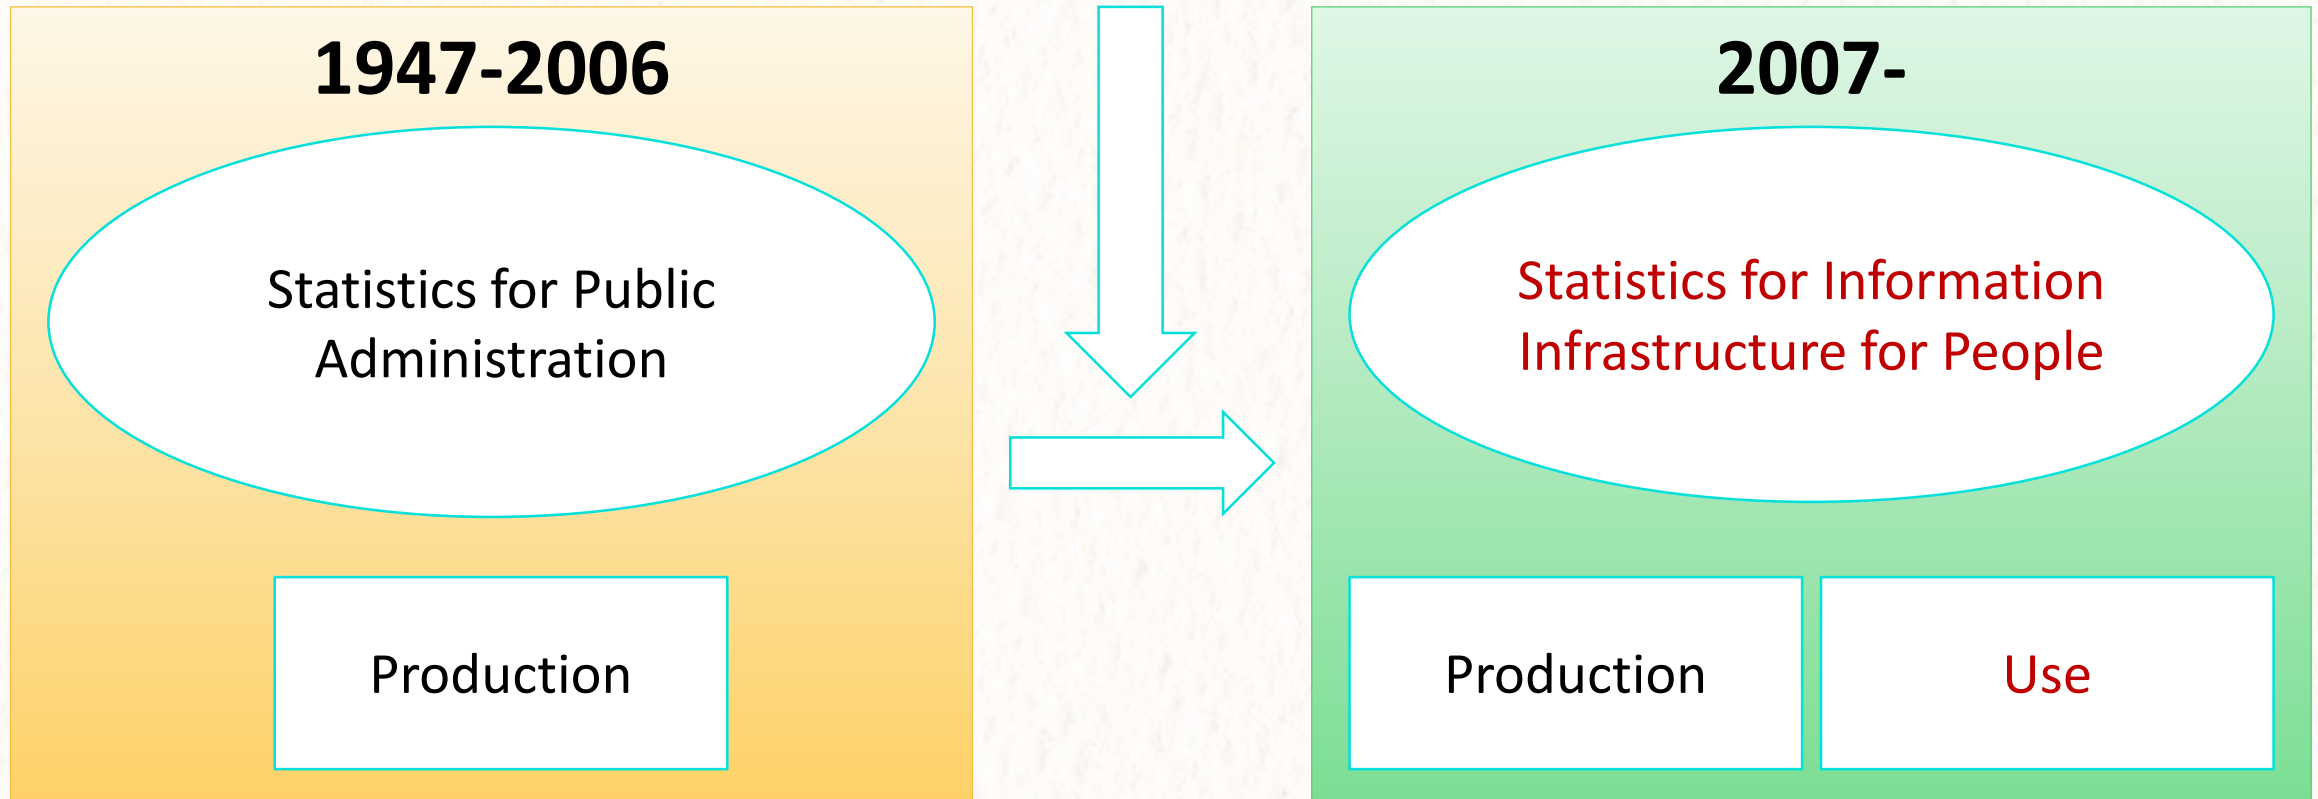 1947-2006
Statistics for Public
Administration
Production
2007-
Statistics for Information
Infrastructure for People
Production
Use